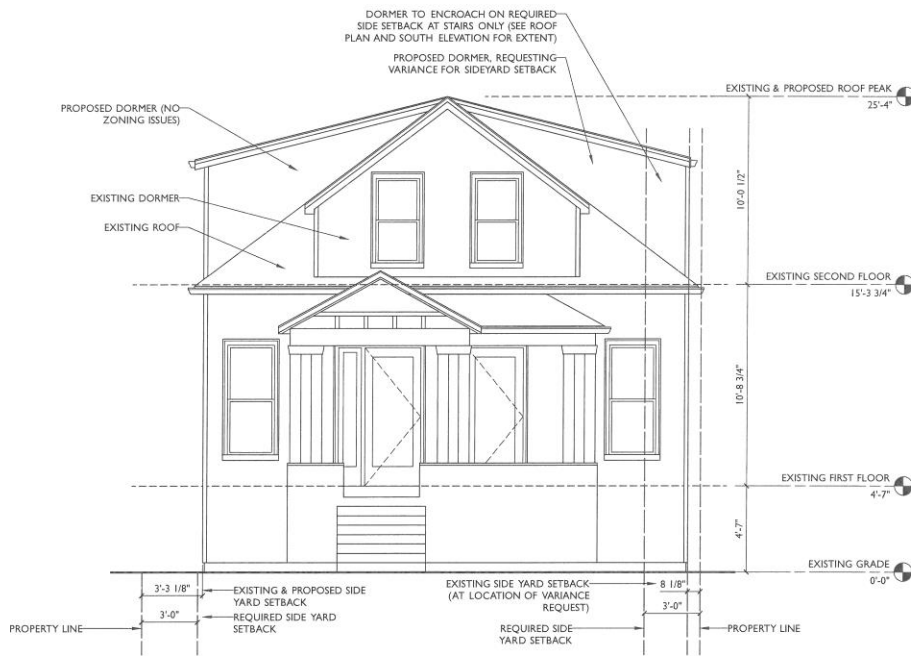 DORMER TO ENCROACH ON REQUIRED
SIDE SETBACK AT STAIRS ONLY (SEE ROOF
PLAN AND SOUTH ELEVATION FOR EXTENT)
PROPOSED DORMER, REQUESTING
VARIANCE FOR SIDEYARD SETBACK
EXISTING & PROPOSED ROOF PEAK
25'-4"
PROPOSED DORMER (NO
ZONING ISSUES)
10'-0 1/2"
EXISTING DORMER
EXISTING ROOF
EXISTING SECOND FLOOR
15'-3 3/4"
10'-8 3/4"
EXISTING FIRST FLOOR
4'-7"
4'-7"
EXISTING GRADE
0'-0"
3'-3 1/8"
EXISTING & PROPOSED SIDE
YARD SETBACK
3'-0"
REQUIRED SIDE YARD
SETBACK
PROPERTY LINE
EXISTING SIDE YARD SETBACK
(AT LOCATION OF VARIANCE
REQUEST)
8 1/8"
3'-0"
REQUIRED SIDE
YARD SETBACK
PROPERTY LINE